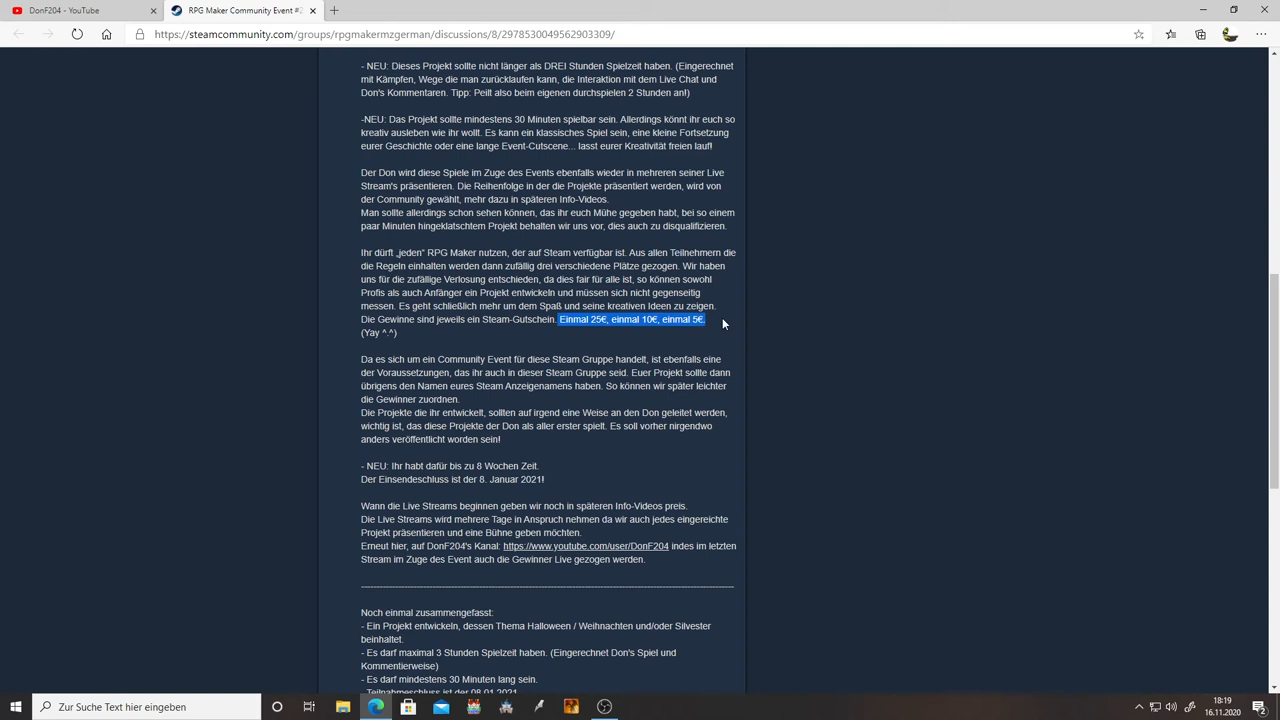 DonF204 - YouTube
RPG Maker Community Event #2
https://steamcommunity.com/groups/rpgmakermzgerman/discussions/8/2978530049562903309/
- NEU: Dieses Projekt sollte nicht länger als DREI Stunden Spielzeit haben. (Eingerechnet
mit Kämpfen, Wege die man zurücklaufen kann, die Interaktion mit dem Live Chat und
Don's Kommentaren. Tipp: Peilt also beim eigenen durchspielen 2 Stunden an!)
-NEU: Das Projekt sollte mindestens 30 Minuten spielbar sein. Allerdings könnt ihr euch so
kreativ ausleben wie ihr wollt. Es kann ein klassisches Spiel sein, eine kleine Fortsetzung
eurer Geschichte oder eine lange Event-Cutscene... lasst eurer Kreativität freien lauf!
Der Don wird diese Spiele im Zuge des Events ebenfalls wieder in mehreren seiner Live
Stream's präsentieren. Die Reihenfolge in der die Projekte präsentiert werden, wird von
der Community gewählt, mehr dazu in späteren Info-Videos.
Man sollte allerdings schon sehen können, das ihr euch Mühe gegeben habt, bei so einem
paar Minuten hingeklatschtem Projekt behalten wir uns vor, dies auch zu disqualifizieren.
Ihr dürft „jeden" RPG Maker nutzen, der auf Steam verfügbar ist. Aus allen Teilnehmern die
die Regeln einhalten werden dann zufällig drei verschiedene Plätze gezogen. Wir haben
uns für die zufällige Verlosung entschieden, da dies fair für alle ist, so können sowohl
Profis als auch Anfänger ein Projekt entwickeln und müssen sich nicht gegenseitig
messen. Es geht schließlich mehr um dem Spaß und seine kreativen Ideen zu zeigen.
Die Gewinne sind jeweils ein Steam-Gutschein. Einmal 25€, einmal 10€, einmal 5€.
(Yay ^.^)
Da es sich um ein Community Event für diese Steam Gruppe handelt, ist ebenfalls eine
der Voraussetzungen, das ihr auch in dieser Steam Gruppe seid. Euer Projekt sollte dann
übrigens den Namen eures Steam Anzeigenamens haben. So können wir später leichter
die Gewinner zuordnen.
Die Projekte die ihr entwickelt, sollten auf irgend eine Weise an den Don geleitet werden,
wichtig ist, das diese Projekte der Don als aller erster spielt. Es soll vorher nirgendwo
anders veröffentlicht worden sein!
- NEU: Ihr habt dafür bis zu 8 Wochen Zeit.
Der Einsendeschluss ist der 8. Januar 2021!
Wann die Live Streams beginnen geben wir noch in späteren Info-Videos preis.
Die Live Streams wird mehrere Tage in Anspruch nehmen da wir auch jedes eingereichte
Projekt präsentieren und eine Bühne geben möchten.
Erneut hier, auf DonF204's Kanal: https://www.youtube.com/user/DonF204 indes im letzten
Stream im Zuge des Event auch die Gewinner Live gezogen werden.
Noch einmal zusammengefasst:
- Ein Projekt entwickeln, dessen Thema Halloween / Weihnachten und/oder Silvester
beinhaltet.
- Es darf maximal 3 Stunden Spielzeit haben. (Eingerechnet Don's Spiel und
Kommentierweise)
- Es darf mindestens 30 Minuten lang sein.
- Teilnahmeschluss ist der 08.01.2021
Zur Suche Text hier eingeben
18:19
16.11.2020
2